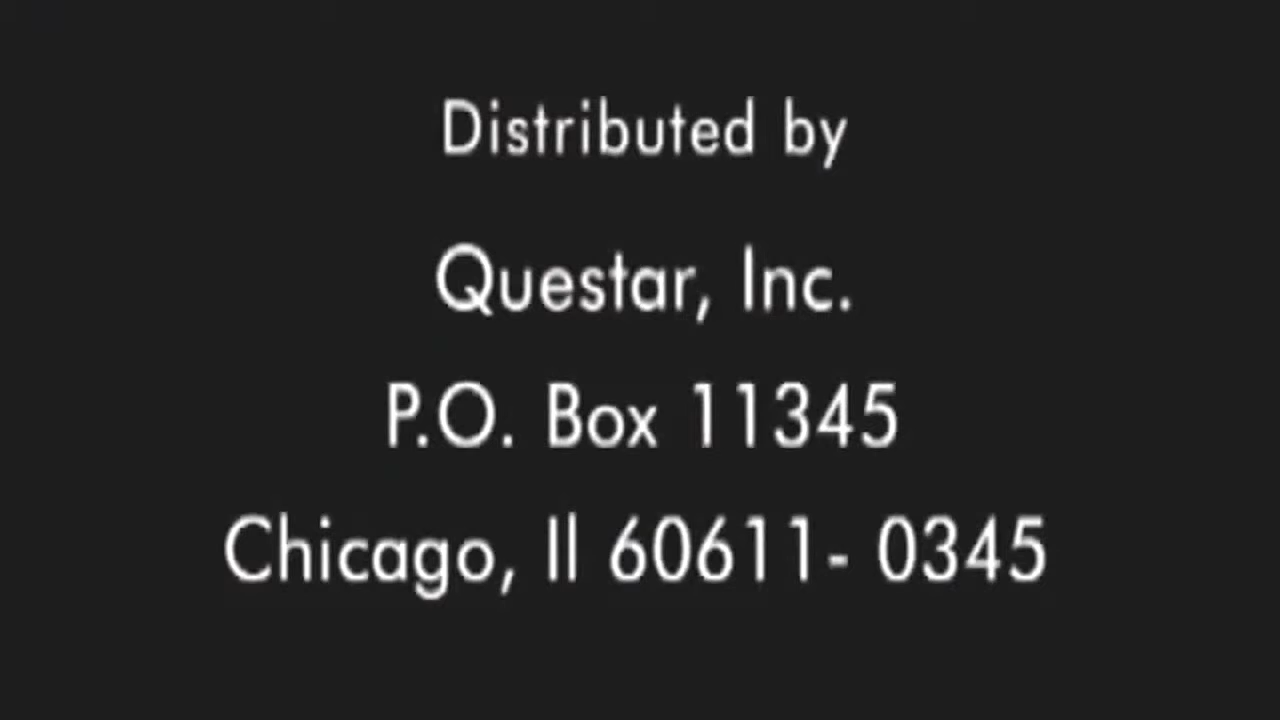 Distributed by
Questar, Inc.
P.O. Box 11345
Chicago, Il 60611- 0345